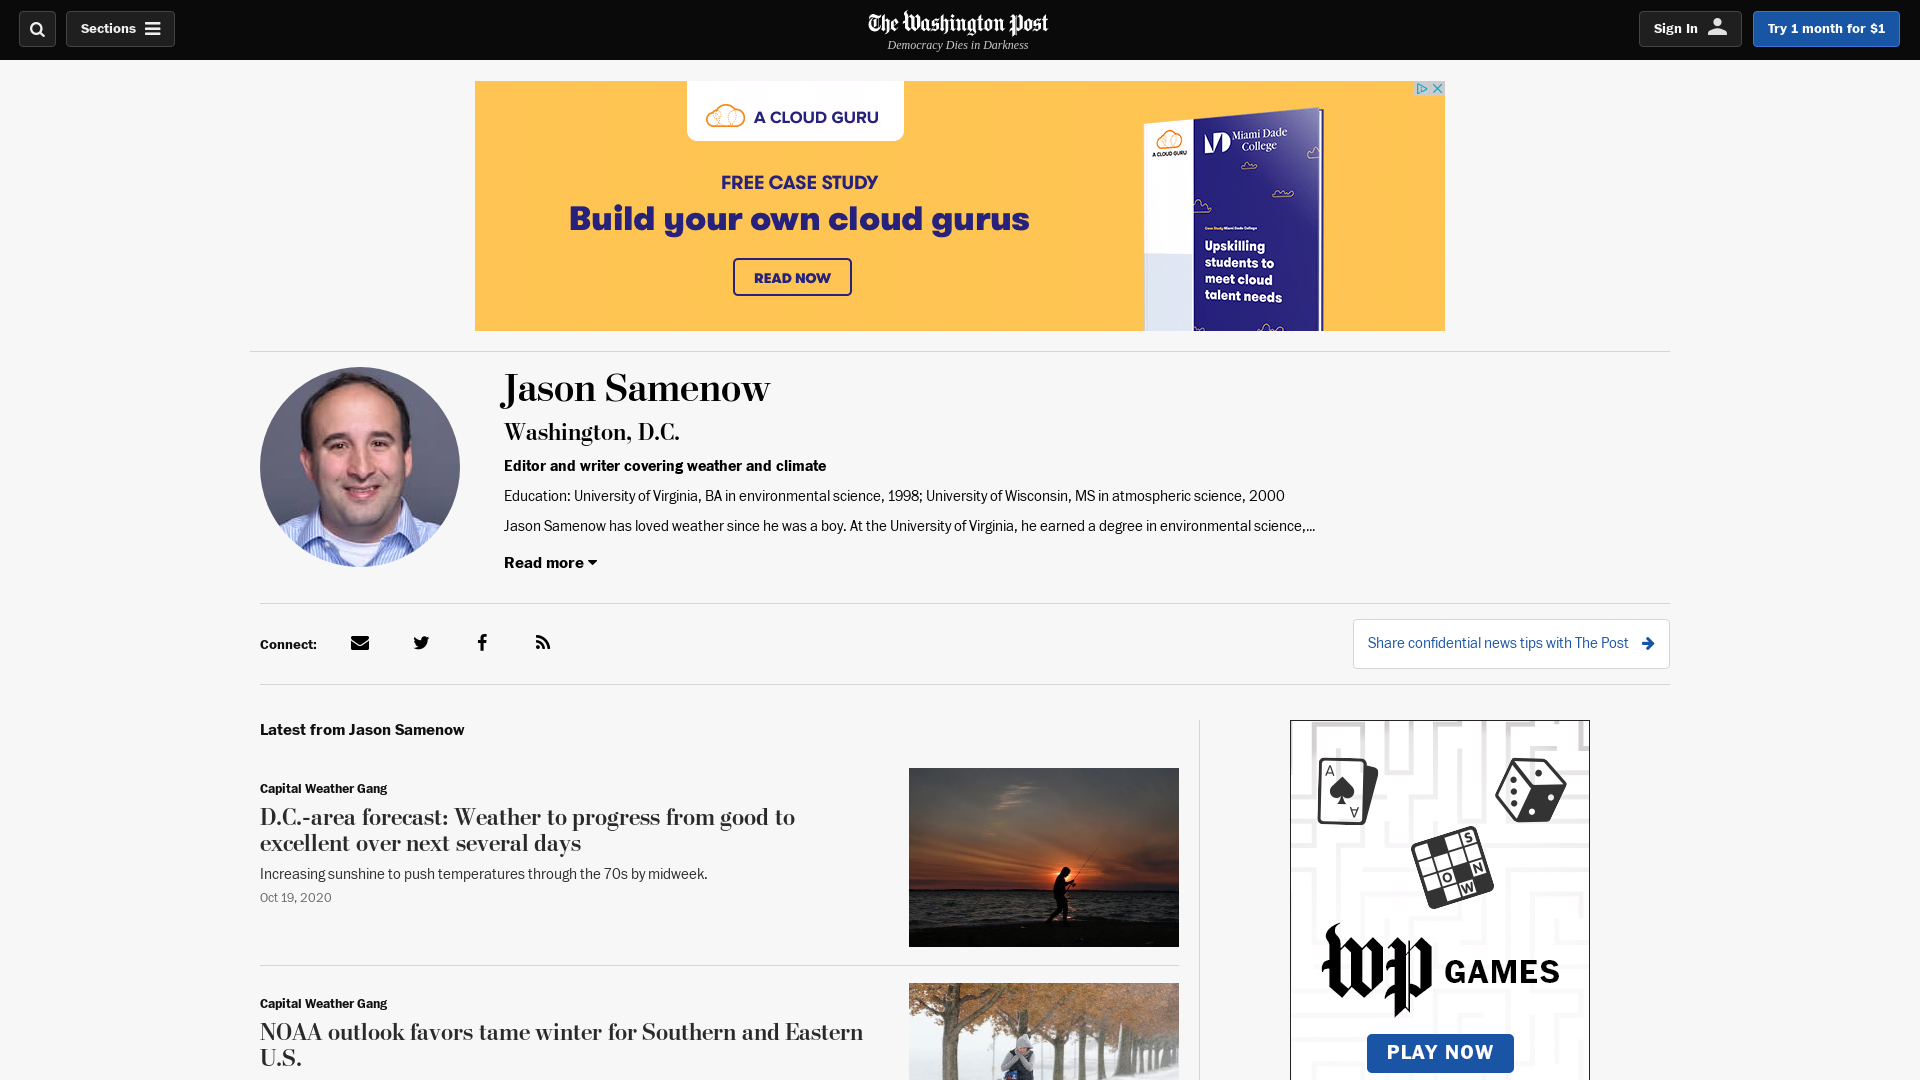 Sections
The Washington Post
Democracy Dies in Darkness
Sign In
Try 1 month for $1
A CLOUD GURU
FREE CASE STUDY
Build your own cloud gurus
READ NOW
A CLOUD GURU
Miami Dade
College
Case Study Miami Dade College
Upskilling
students to
meet cloud
talent needs
Jason Samenow
Washington, D.C.
Editor and writer covering weather and climate
Education: University of Virginia, BA in environmental science, 1998; University of Wisconsin, MS in atmospheric science, 2000
Jason Samenow has loved weather since he was a boy. At the University of Virginia, he earned a degree in environmental science,...
Read more
Connect:
Share confidential news tips with The Post
Latest from Jason Samenow
Capital Weather Gang
D.C.-area forecast: Weather to progress from good to
excellent over next several days
Increasing sunshine to push temperatures through the 70s by midweek.
Oct 19, 2020
Capital Weather Gang
NOAA outlook favors tame winter for Southern and Eastern
U.S.
A
A
S
O
N
W
wp GAMES
PLAY NOW